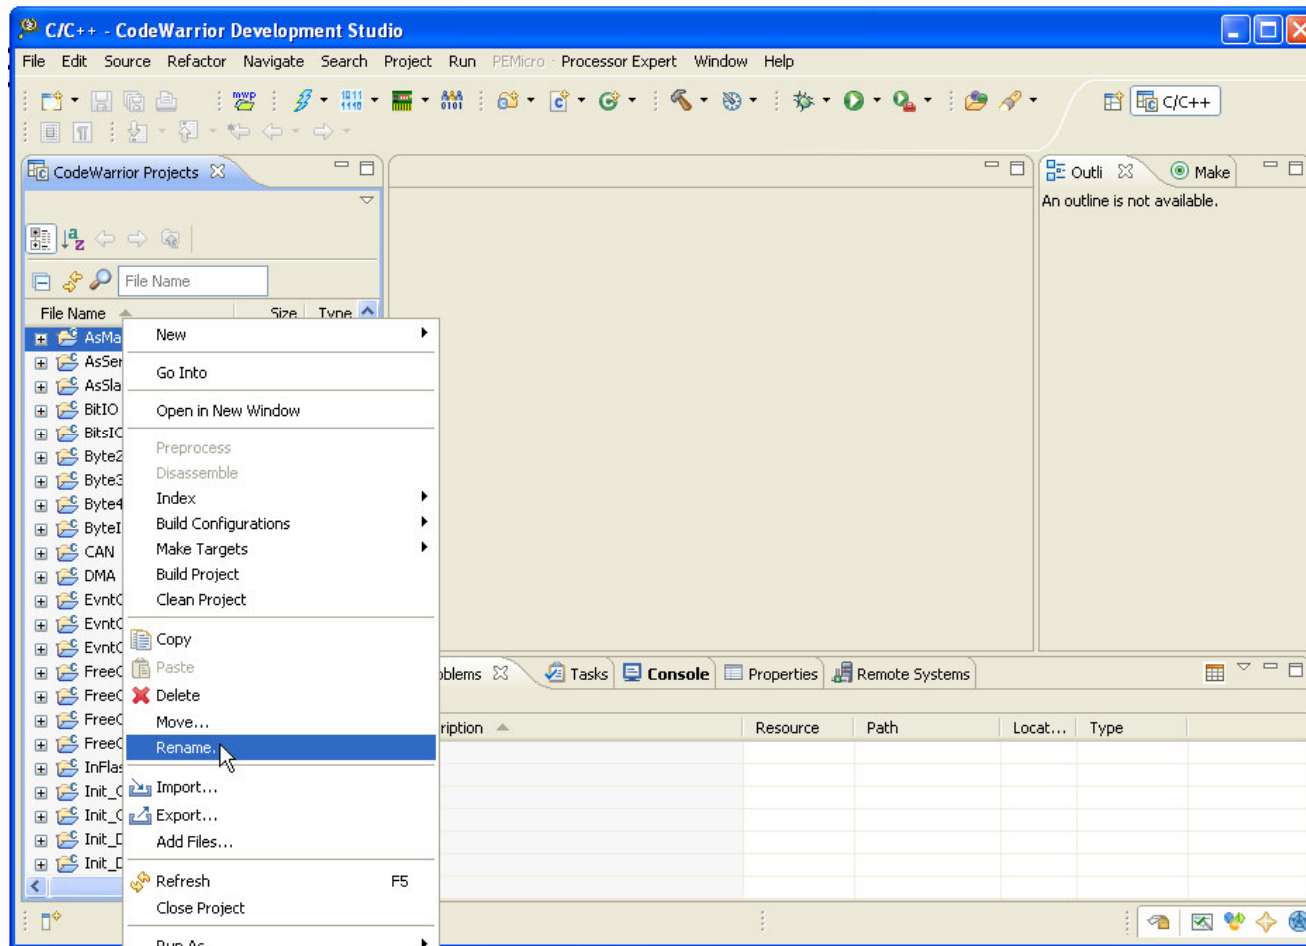 C/C++ - CodeWarrior Development Studio
File Edit Source Refactor Navigate Search Project Run PEMicro Processor Expert Window Help
C/C++
CodeWarrior Projects
Outli
Make
An outline is not available.
File Name
File Name Size Type
AsMa
AsSer
AsSla
BitIO
BitsIO
Byte2
Byte3
Byte4
ByteI
CAN
DMA
EvntC
EvntC
EvntC
FreeC
FreeC
FreeC
FreeC
InFlas
Init_
Init_
Init_D
Init_D
New
Go Into
Open in New Window
Preprocess
Disassemble
Index
Build Configurations
Make Targets
Build Project
Clean Project
Copy
Paste
Delete
Move...
Rename.
Import...
Export...
Add Files...
Refresh F5
Close Project
Run As
oblems Tasks Console Properties Remote Systems
ription Resource Path Locat... Type